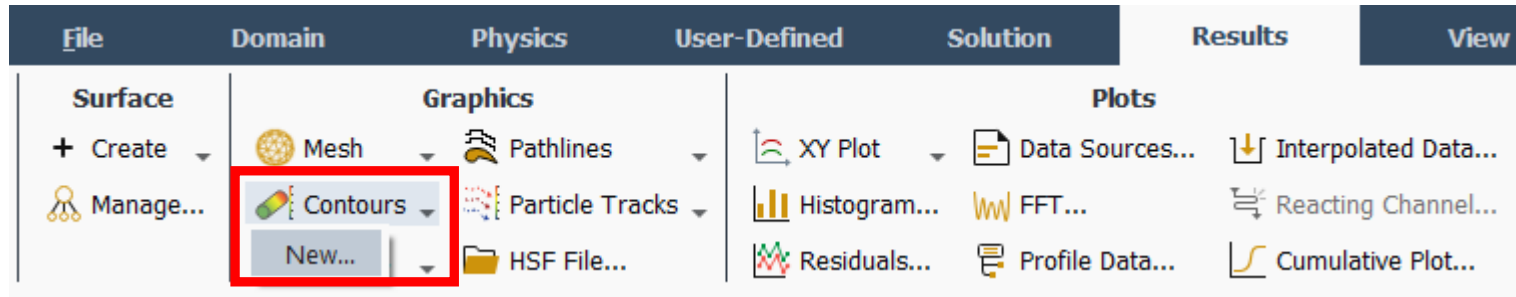 File Domain Physics User-Defined Solution Results View
Surface Graphics Plots
+ Create Mesh Pathlines XY Plot Data Sources... Interpolated Data...
Manage... Contours Particle Tracks Histogram... FFT... Reacting Channel...
New... HSF File... Residuals... Profile Data... Cumulative Plot...